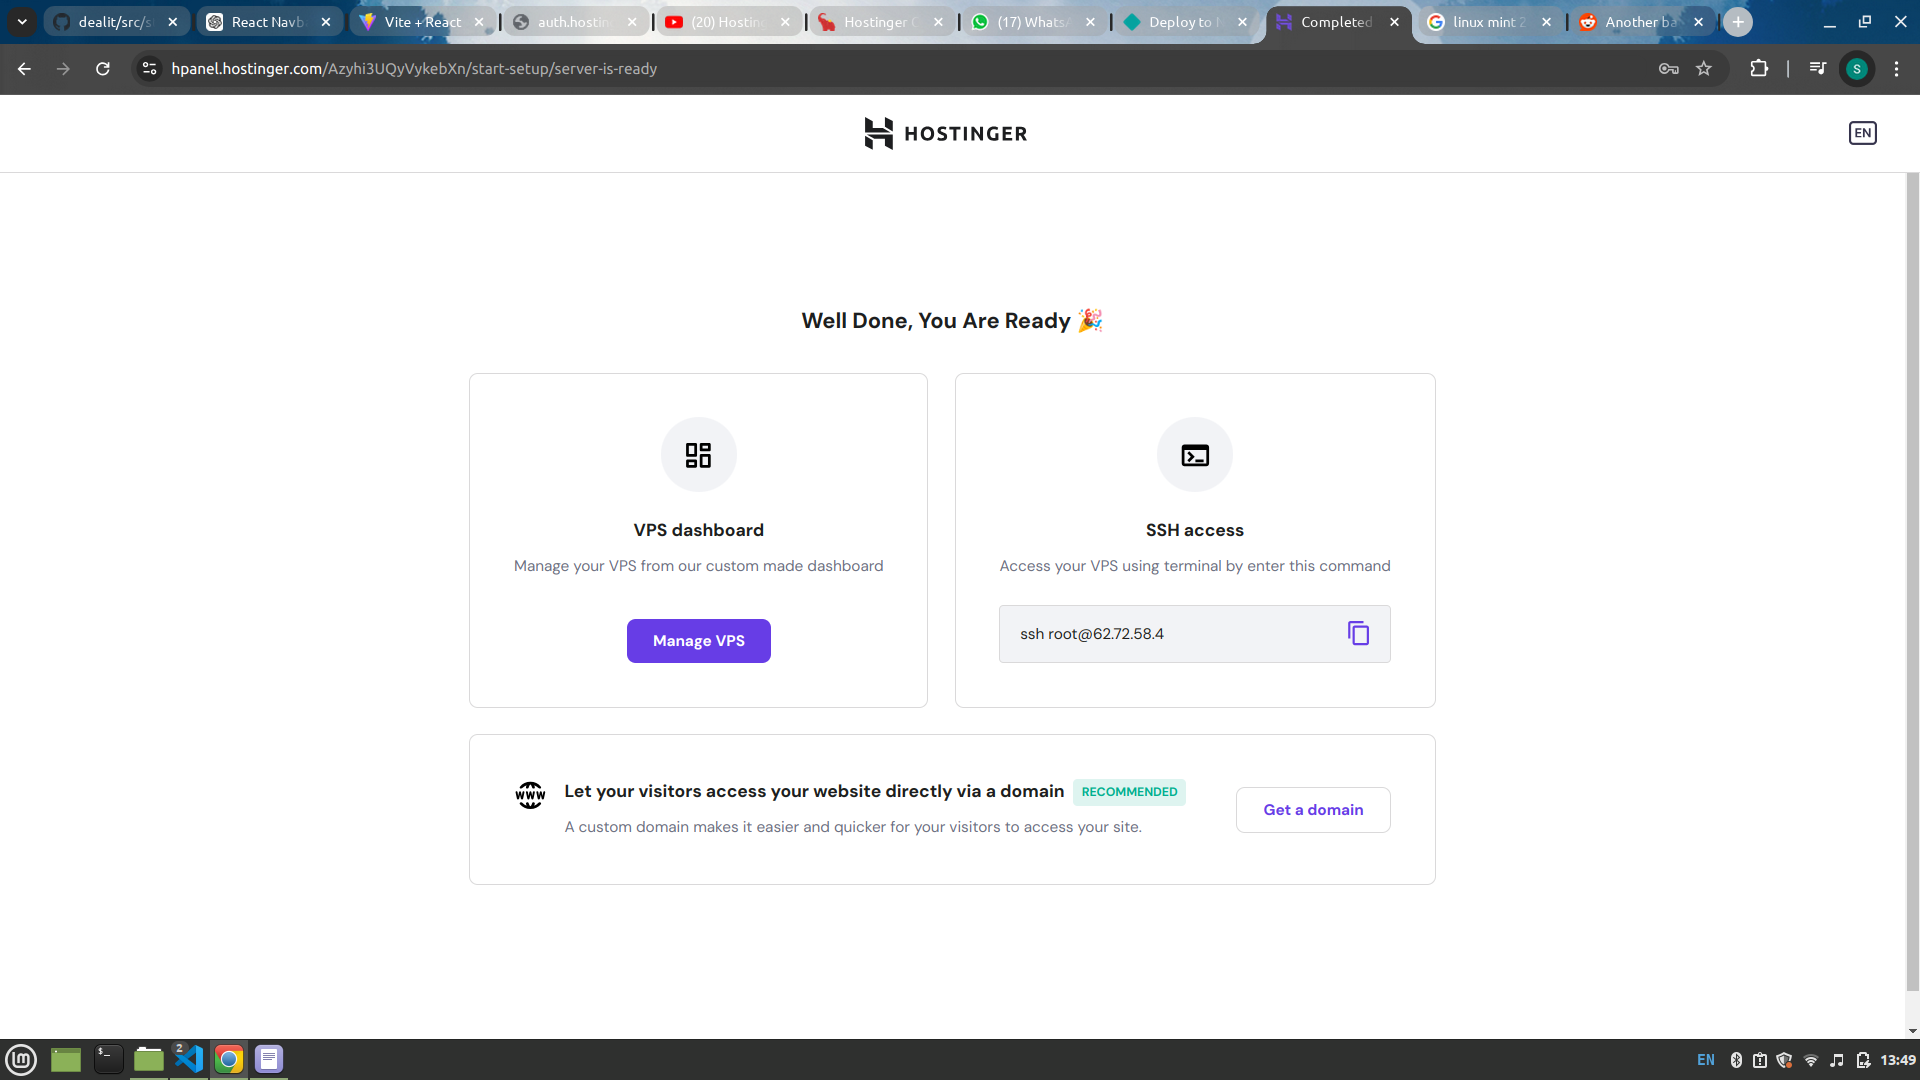 dealit/src/s
React Navb
Vite + React
auth.hosting
(20) Hosting
Hostinger C
(17) WhatsA
Deploy to N
Completed
linux mint 2
Another ba
hpanel.hostinger.com/Azyhi3UQyVykebXn/start-setup/server-is-ready
S
HOSTINGER
EN
Well Done, You Are Ready 🎉
VPS dashboard
Manage your VPS from our custom made dashboard
Manage VPS
SSH access
Access your VPS using terminal by enter this command
ssh root@62.72.58.4
www
Let your visitors access your website directly via a domain
RECOMMENDED
A custom domain makes it easier and quicker for your visitors to access your site.
Get a domain
2
EN
13:49